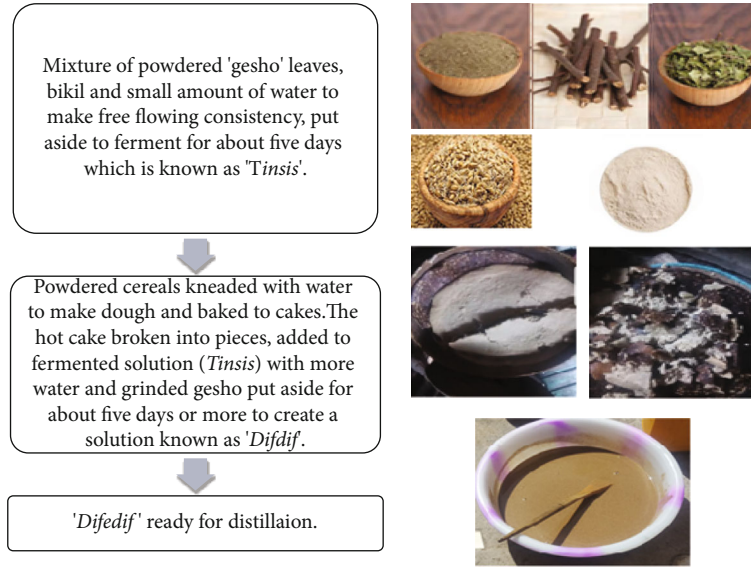 Mixture of powdered 'gesho' leaves,
bikil and small amount of water to
make free flowing consistency, put
aside to ferment for about five days
which is known as 'Tinsis'.
Powdered cereals kneaded with water
to make dough and baked to cakes.The
hot cake broken into pieces, added to
fermented solution (Tinsis) with more
water and grinded gesho put aside for
about five days or more to create a
solution known as 'Difdif'.
'Difedif' ready for distillaion.